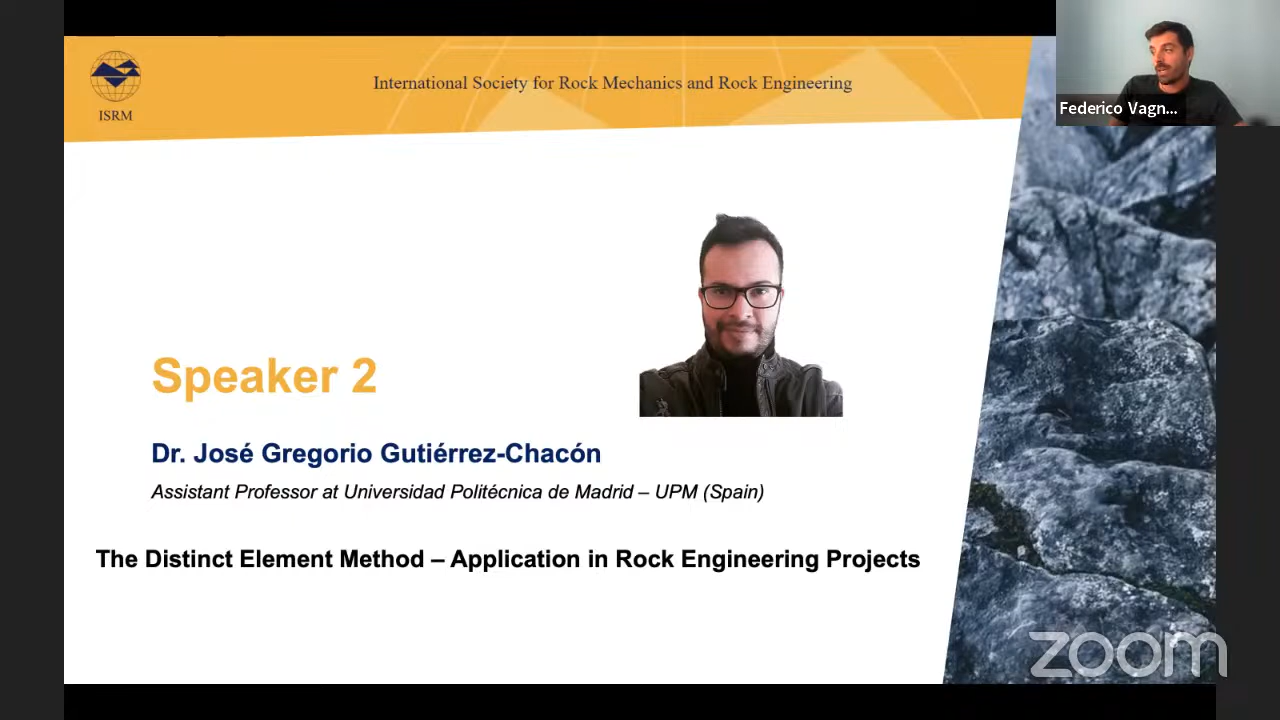 International Society for Rock Mechanics and Rock Engineering
ISRM
Federico Vagn...
Speaker 2
Dr. José Gregorio Gutiérrez-Chacón
Assistant Professor at Universidad Politécnica de Madrid – UPM (Spain)
The Distinct Element Method – Application in Rock Engineering Projects
zoom